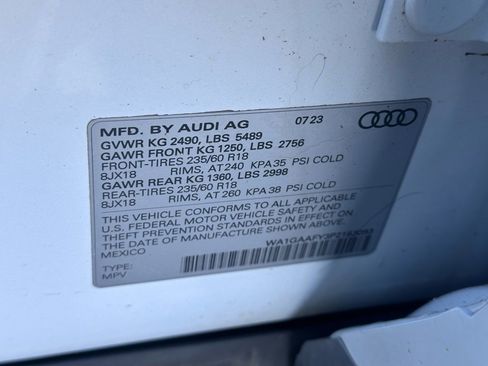 MFD. BY AUDI AG 07 23
GVWR KG 2490, LBS 5489
GAWR FRONT KG 1250, LBS 2756
FRONT-TIRES 235/60 R18
8JX18 RIMS, AT 240 KPA 35 PSI COLD
GAWR REAR KG 1360, LBS 2998
REAR-TIRES 235/60 R18
8JX18 RIMS, AT 260 KPA 38 PSI COLD
THIS VEHICLE CONFORMS TO ALL APPLICABLE
U.S. FEDERAL MOTOR VEHICLE SAFETY AND
THEFT PREVENTION STANDARDS IN EFFECT ON
THE DATE OF MANUFACTURE SHOWN ABOVE.
MEXICO
TYPE:
MPV